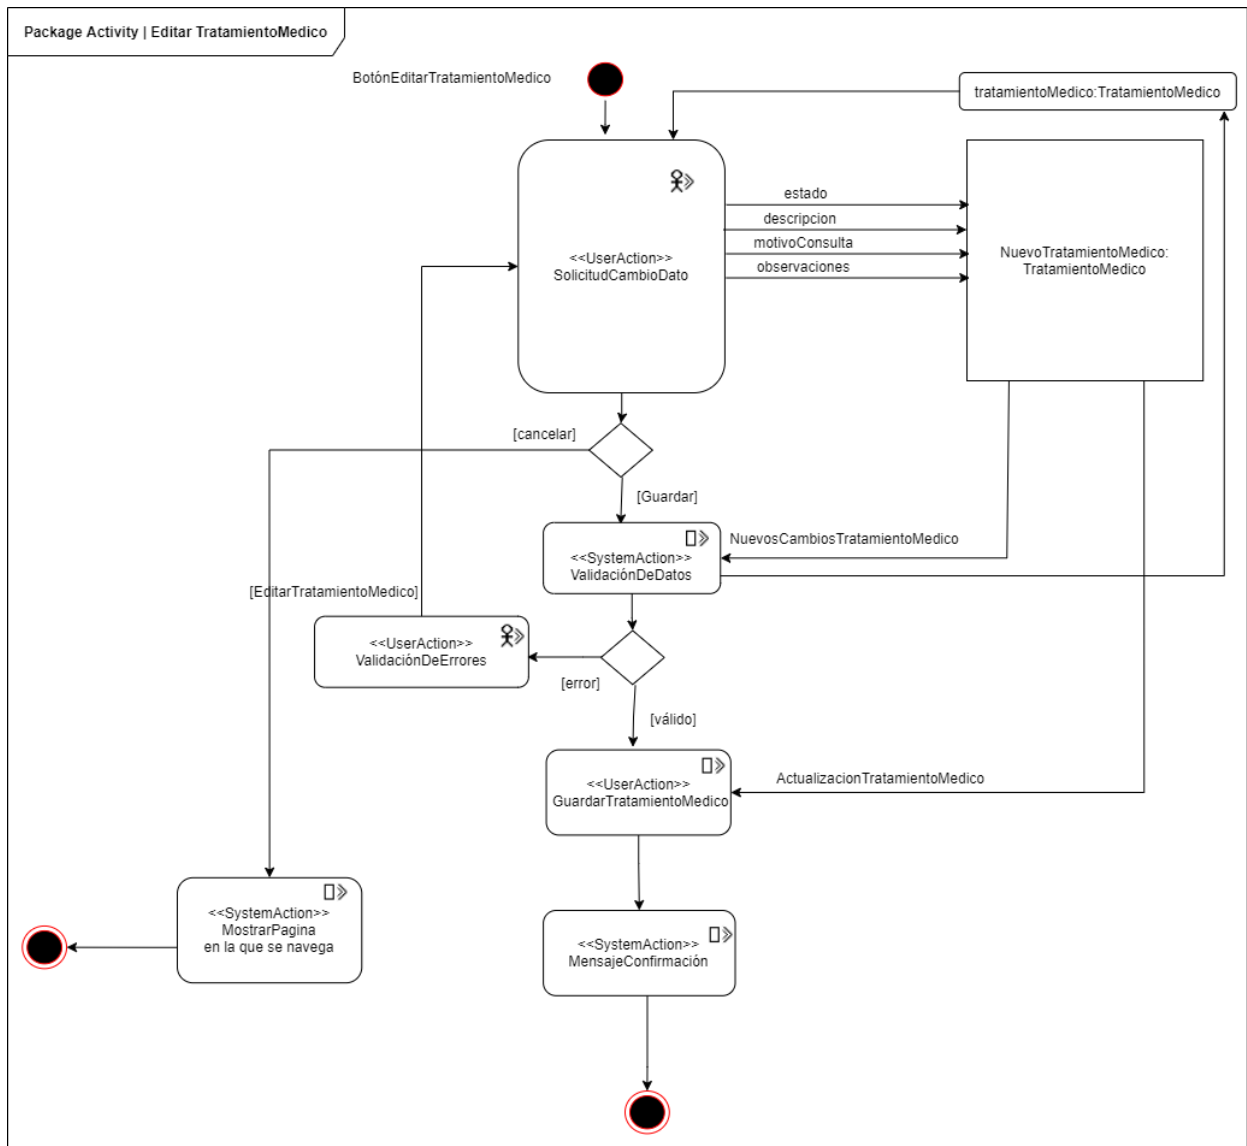 Package Activity | Editar TratamientoMedico
BotónEditarTratamientoMedico
tratamientoMedico:TratamientoMedico
estado
descripcion
motivoConsulta
observaciones
<<UserAction>>
SolicitudCambioDato
NuevoTratamientoMedico:
TratamientoMedico
[cancelar]
[Guardar]
NuevosCambiosTratamientoMedico
<<SystemAction>>
ValidaciónDeDatos
[EditarTratamientoMedico]
<<UserAction>>
ValidaciónDeErrores
[error]
[válido]
<<UserAction>>
GuardarTratamientoMedico
ActualizacionTratamientoMedico
<<SystemAction>>
MostrarPagina
en la que se navega
<<SystemAction>>
MensajeConfirmación